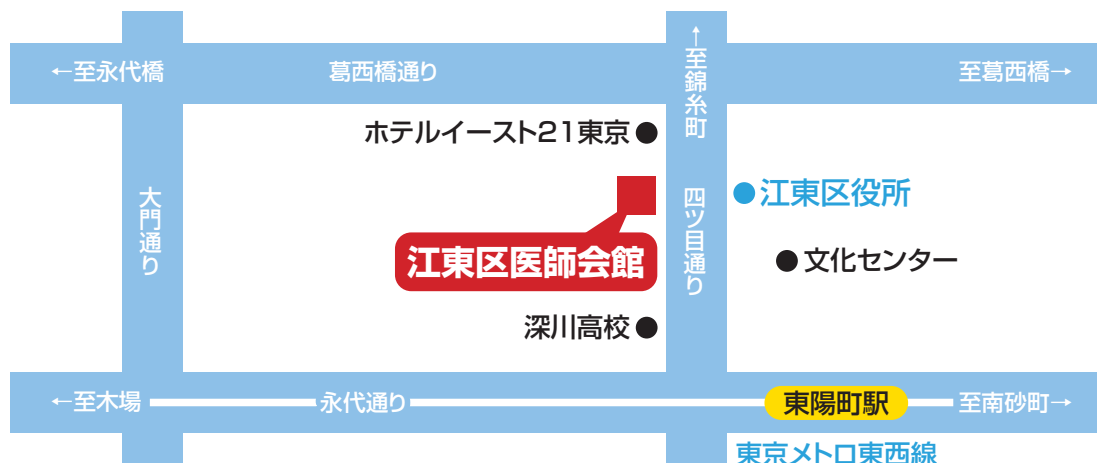 ←至永代橋
葛西橋通り
←至錦糸町
至葛西橋→
ホテルイースト21東京
大門通り
四ツ目通り
江東区役所
江東区医師会館
文化センター
深川高校
←至木場
永代通り
東陽町駅
至南砂町→
東京メトロ東西線